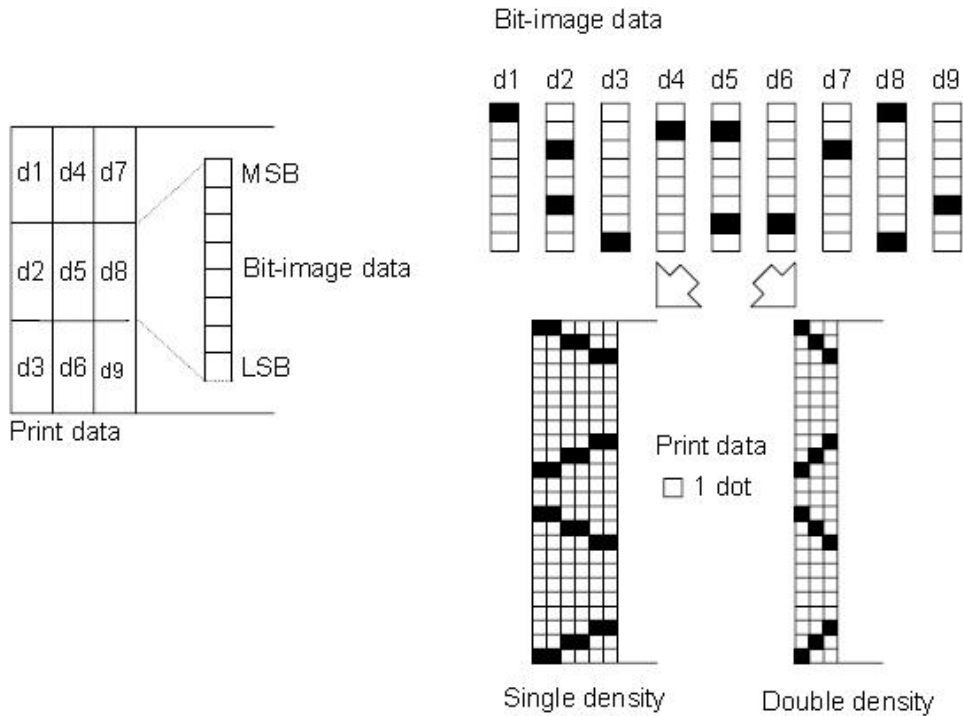 Bit-image data
d1 d2 d3 d4 d5 d6 d7 d8 d9
d1 d4 d7
d2 d5 d8
d3 d6 d9
Print data
MSB
Bit-image data
LSB
Print data
1 dot
Single density
Double density